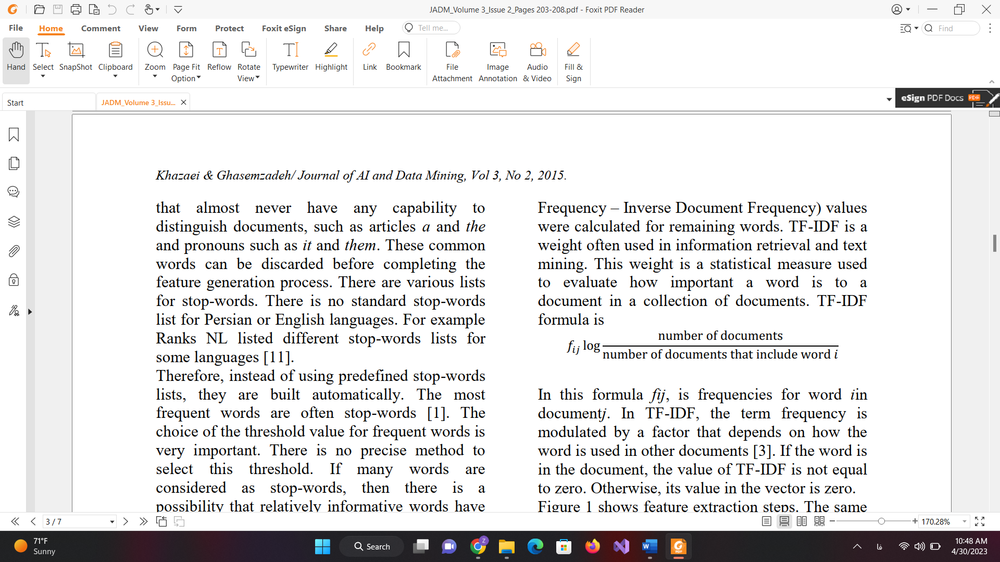 JADM_Volume 3_Issue 2_Pages 203-208.pdf - Foxit PDF Reader
File Home Comment View Form Protect Foxit eSign Share Help Tell me... Find
Hand Select SnapShot Clipboard Zoom Page Fit Option Reflow Rotate View Typewriter Highlight Link Bookmark File Attachment Image Annotation Audio & Video Fill & Sign
Start JADM_Volume 3_Issu... eSign PDF Docs PDF
Khazaei & Ghasemzadeh/ Journal of AI and Data Mining, Vol 3, No 2, 2015.
that almost never have any capability to
distinguish documents, such as articles a and the
and pronouns such as it and them. These common
words can be discarded before completing the
feature generation process. There are various lists
for stop-words. There is no standard stop-words
list for Persian or English languages. For example
Ranks NL listed different stop-words lists for
some languages [11].
Therefore, instead of using predefined stop-words
lists, they are built automatically. The most
frequent words are often stop-words [1]. The
choice of the threshold value for frequent words is
very important. There is no precise method to
select this threshold. If many words are
considered as stop-words, then there is a
possibility that relatively informative words have
Frequency – Inverse Document Frequency) values
were calculated for remaining words. TF-IDF is a
weight often used in information retrieval and text
mining. This weight is a statistical measure used
to evaluate how important a word is to a
document in a collection of documents. TF-IDF
formula is
number of documents
fij log
number of documents that include word i
In this formula fij, is frequencies for word iin
documentj. In TF-IDF, the term frequency is
modulated by a factor that depends on how the
word is used in other documents [3]. If the word is
in the document, the value of TF-IDF is not equal
to zero. Otherwise, its value in the vector is zero.
Figure 1 shows feature extraction steps. The same
3 / 7 170.28%
71°F
Sunny
Search
Z
فا
10:48 AM
4/30/2023